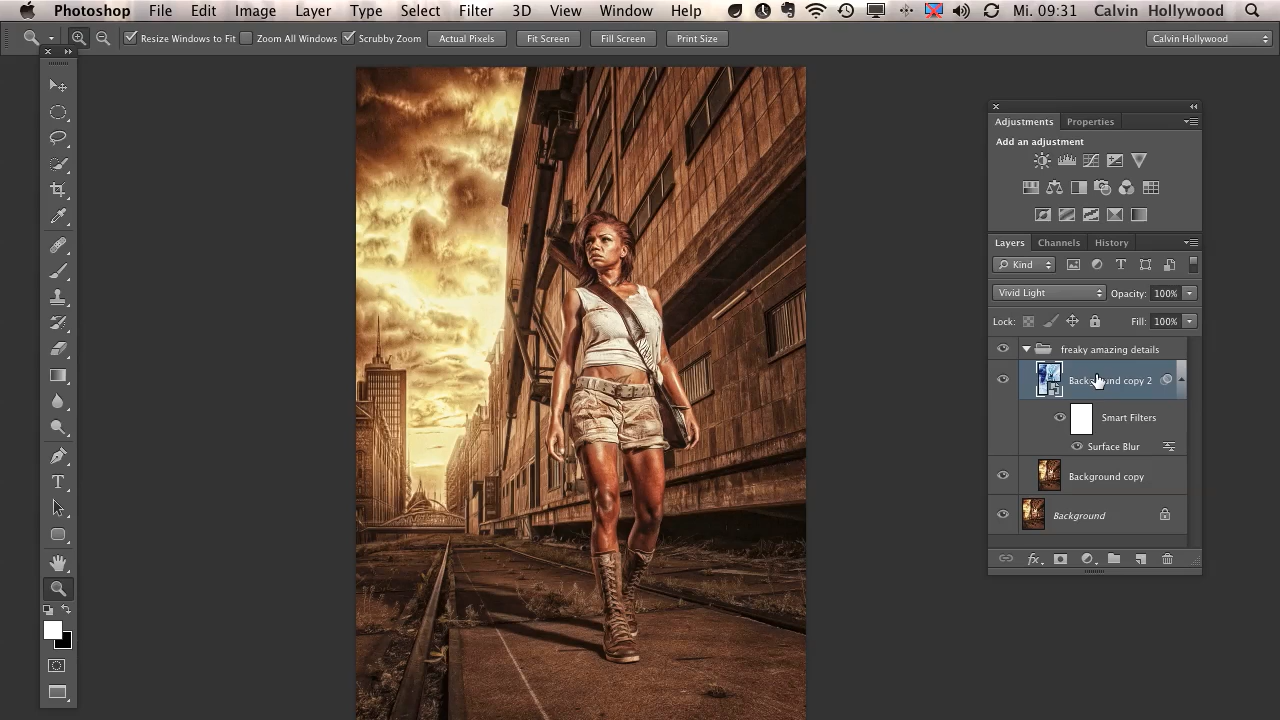 Photoshop File Edit Image Layer Type Select Filter 3D View Window Help Mi. 09:31 Calvin Hollywood
Resize Windows to Fit Zoom All Windows Scrubby Zoom Actual Pixels Fit Screen Fill Screen Print Size Calvin Hollywood
Adjustments Properties
Add an adjustment
Layers Channels History
Kind
Vivid Light Opacity: 100%
Lock: Fill: 100%
freaky amazing details
Background copy 2
Smart Filters
Surface Blur
Background copy
Background